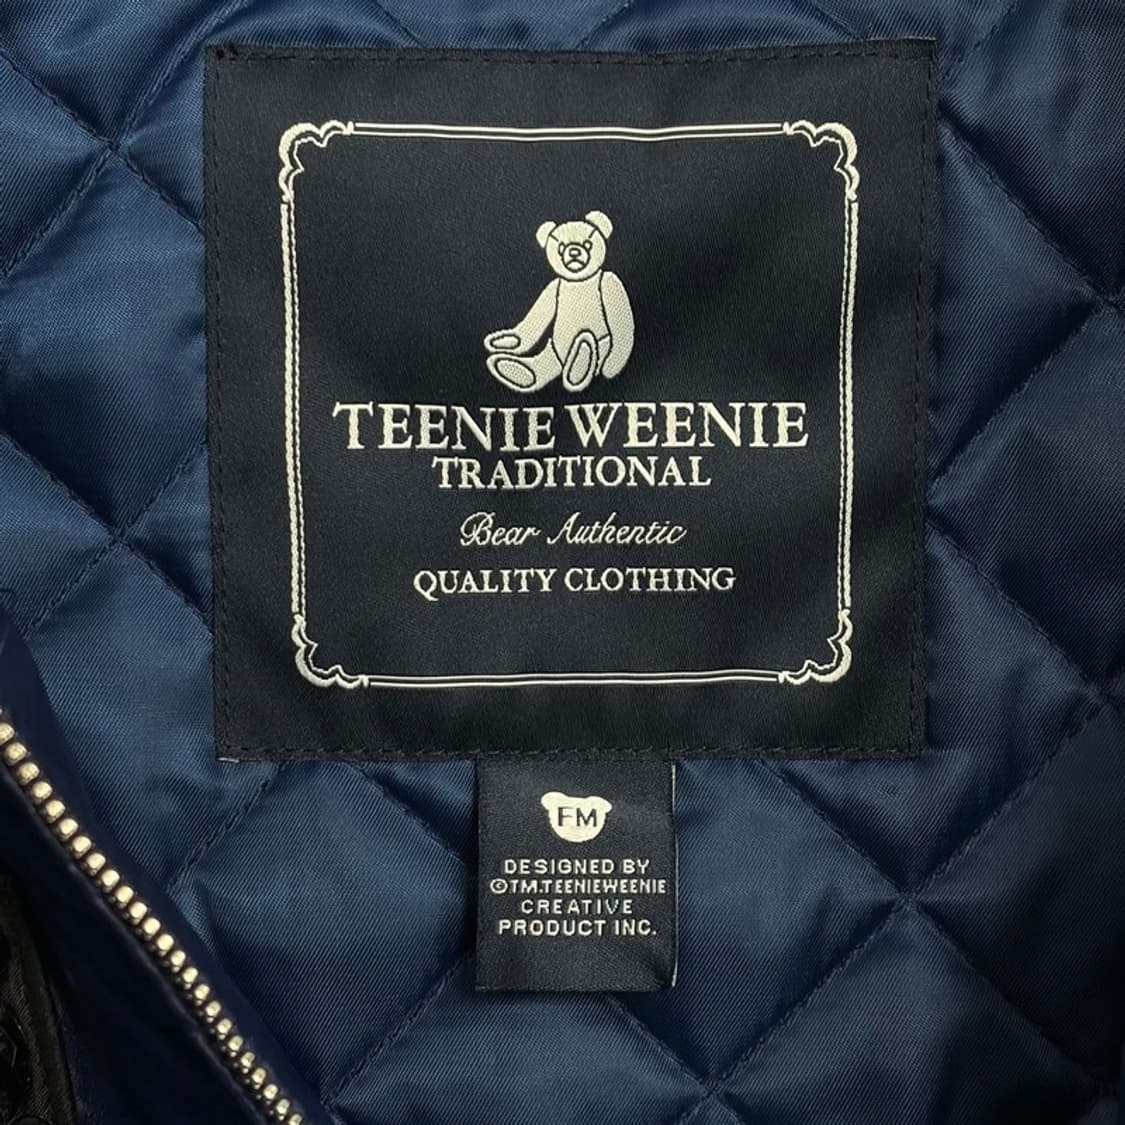 TEENIE WEENIE
TRADITIONAL
Bear Authentic
QUALITY CLOTHING
FM
DESIGNED BY
©TM.TEENIEWEENIE
CREATIVE
PRODUCT INC.